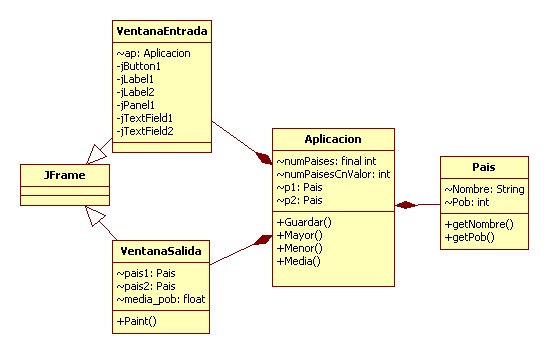 VentanaEntrada
~ap: Aplicacion
-jButton1
-jLabel1
-jLabel2
-jPanel1
-jTextField1
-jTextField2
JFrame
VentanaSalida
~pais1: Pais
~pais2: Pais
~media_pob: float
+Paint()
Aplicacion
~numPaises: final int
~numPaisesCnValor: int
~p1: Pais
~p2: Pais
+Guardar()
+Mayor()
+Menor()
+Media()
Pais
~Nombre: String
~Pob: int
+getNombre()
+getPob()